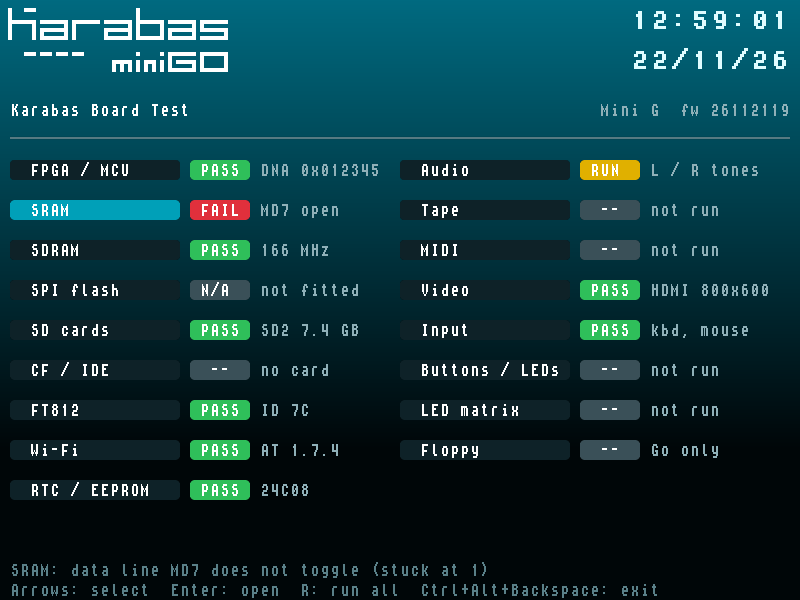 Karabas
miniGO
12:59:01
22/11/26
Karabas Board Test
Mini G fw 26112119
FPGA / MCU PASS DNA 0x012345 Audio RUN L / R tones
SRAM FAIL MD7 open Tape -- not run
SDRAM PASS 166 MHz MIDI -- not run
SPI flash N/A not fitted Video PASS HDMI 800x600
SD cards PASS SD2 7.4 GB Input PASS kbd, mouse
CF / IDE -- no card Buttons / LEDs -- not run
FT812 PASS ID 7C LED matrix -- not run
Wi-Fi PASS AT 1.7.4 Floppy -- Go only
RTC / EEPROM PASS 24C08
SRAM: data line MD7 does not toggle (stuck at 1)
Arrows: select Enter: open R: run all Ctrl+Alt+Backspace: exit